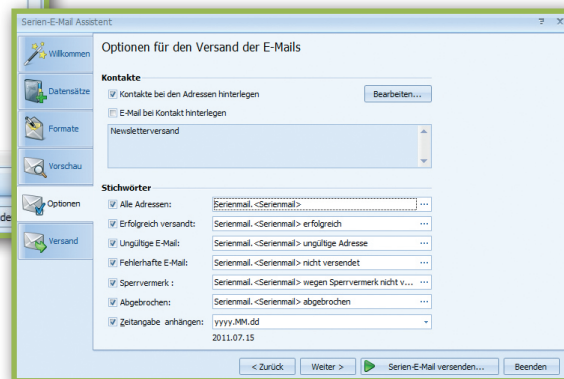 Serien-E-Mail Assistent
Willkommen
Datensätze
Formate
Vorschau
Optionen
Versand
Optionen für den Versand der E-Mails
Kontakte
Kontakte bei den Adressen hinterlegen
Bearbeiten...
E-Mail bei Kontakt hinterlegen
Newsletterversand
Stichwörter
Alle Adressen: Serienmail.<Serienmail> ...
Erfolgreich versandt: Serienmail.<Serienmail> erfolgreich ...
Ungültige E-Mail: Serienmail.<Serienmail> ungültige Adresse ...
Fehlerhafte E-Mail: Serienmail.<Serienmail> nicht versendet ...
Sperrvermerk : Serienmail.<Serienmail> wegen Sperrvermerk nicht v... ...
Abgebrochen: Serienmail.<Serienmail> abgebrochen ...
Zeitangabe anhängen: yyyy.MM.dd
2011.07.15
< Zurück Weiter > Serien-E-Mail versenden... Beenden